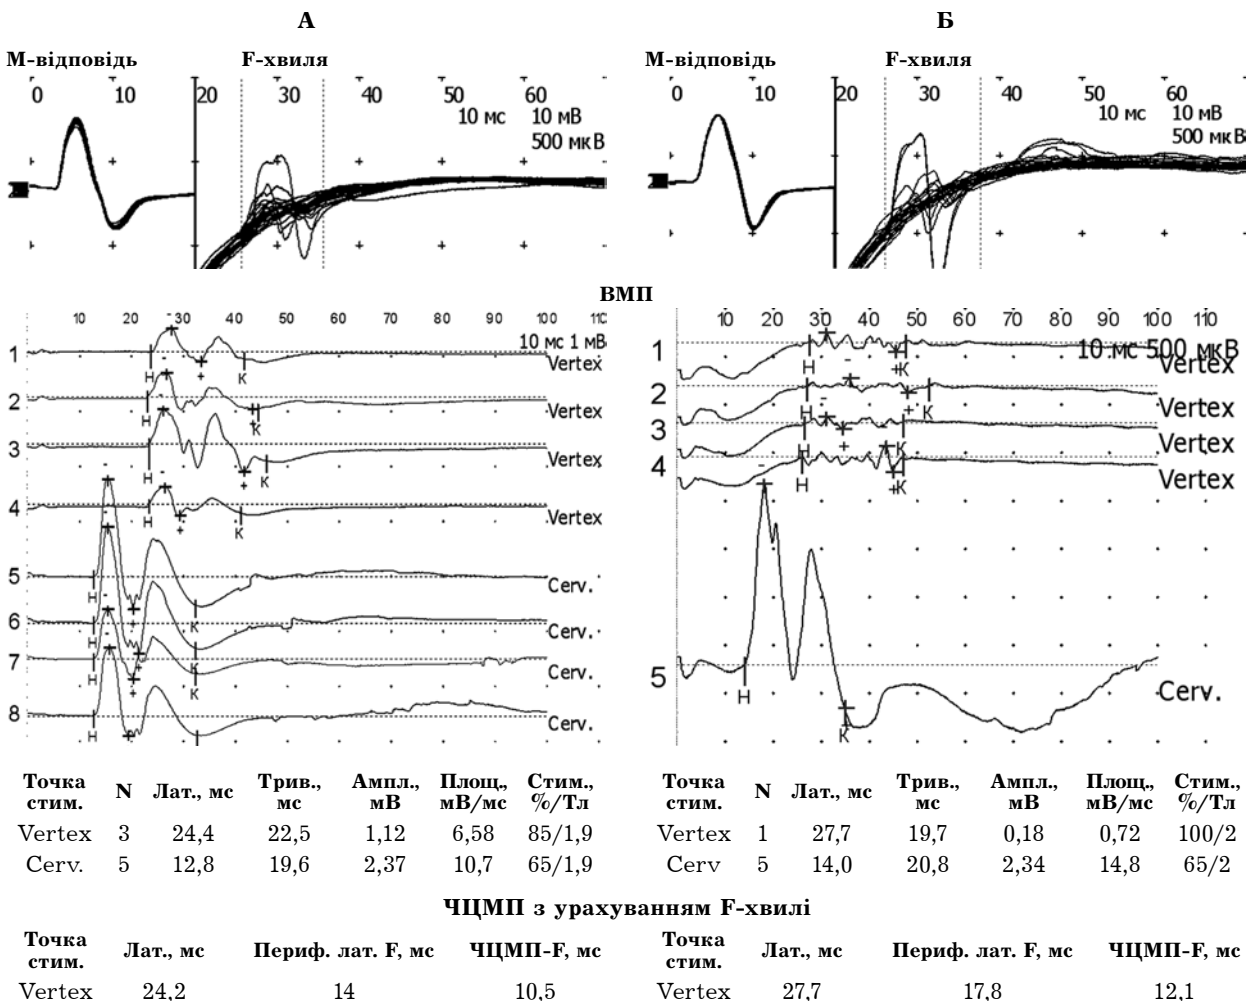 А Б
М-відповідь F-хвиля М-відповідь F-хвиля
0 10 20 30 40 50 60 0 10 20 30 40 50 60
10 мс 10 мВ 10 мс 10 мВ
500 мкВ 500 мкВ
ВМП
10 20 30 40 50 60 70 80 90 100 110 10 20 30 40 50 60 70 80 90 100 110
10 мс 1 мВ 10 мс 500 мкВ
1 Vertex 1 Vertex
H K H K
2 Vertex 2 Vertex
H K H K
3 Vertex 3 Vertex
H K H K
4 Vertex 4 Vertex
H K H K
5 Cerv. 5 Cerv.
H K H K
6 Cerv.
H K
7 Cerv.
H K
8 Cerv.
H
Точка стим. N Лат., мс Трив., мс Ампл., мВ Площ., мВ/мс Стим., %/Тл Точка стим. N Лат., мс Трив., мс Ампл., мВ Площ., мВ/мс Стим., %/Тл
Vertex 3 24,4 22,5 1,12 6,58 85/1,9 Vertex 1 27,7 19,7 0,18 0,72 100/2
Cerv. 5 12,8 19,6 2,37 10,7 65/1,9 Cerv 5 14,0 20,8 2,34 14,8 65/2
ЧЦМП з урахуванням F-хвилі
Точка стим. Лат., мс Периф. лат. F, мс ЧЦМП-F, мс Точка стим. Лат., мс Периф. лат. F, мс ЧЦМП-F, мс
Vertex 24,2 14 10,5 Vertex 27,7 17,8 12,1